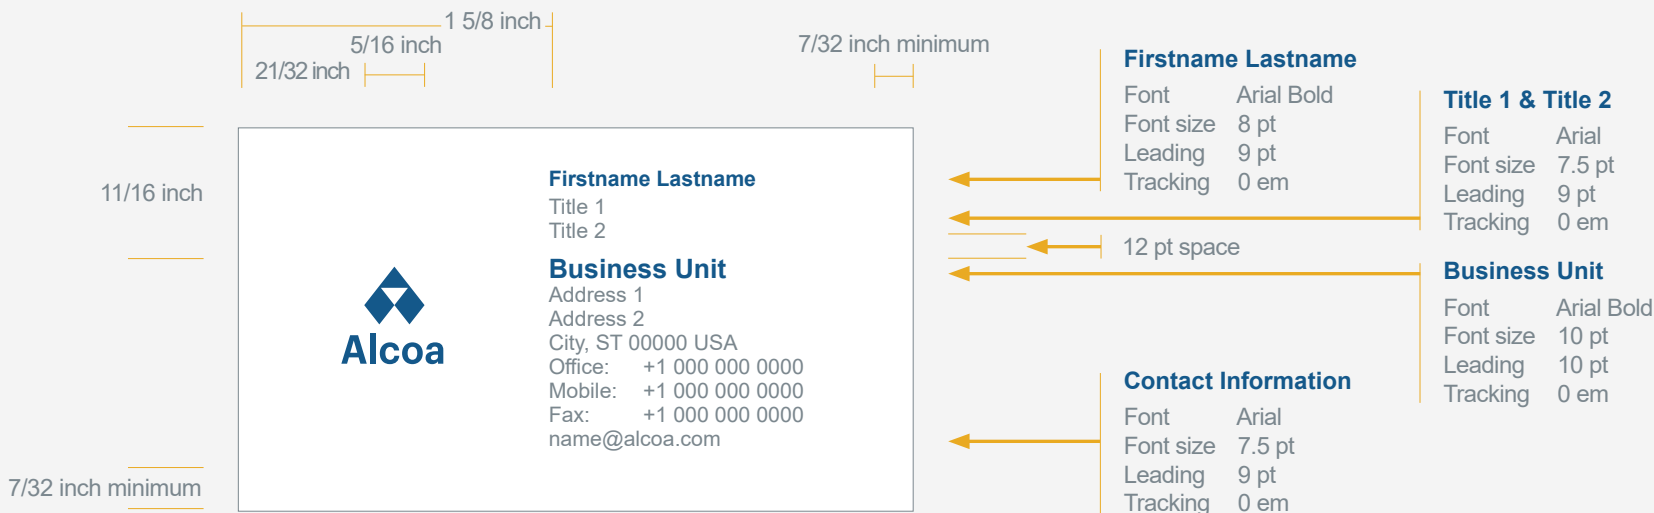 1 5/8 inch
5/16 inch
21/32 inch
7/32 inch minimum
11/16 inch
7/32 inch minimum
Alcoa
Firstname Lastname
Title 1
Title 2
Business Unit
Address 1
Address 2
City, ST 00000 USA
Office: +1 000 000 0000
Mobile: +1 000 000 0000
Fax: +1 000 000 0000
name@alcoa.com
Firstname Lastname
Font Arial Bold
Font size 8 pt
Leading 9 pt
Tracking 0 em
Title 1 & Title 2
Font Arial
Font size 7.5 pt
Leading 9 pt
Tracking 0 em
12 pt space
Business Unit
Font Arial Bold
Font size 10 pt
Leading 10 pt
Tracking 0 em
Contact Information
Font Arial
Font size 7.5 pt
Leading 9 pt
Tracking 0 em